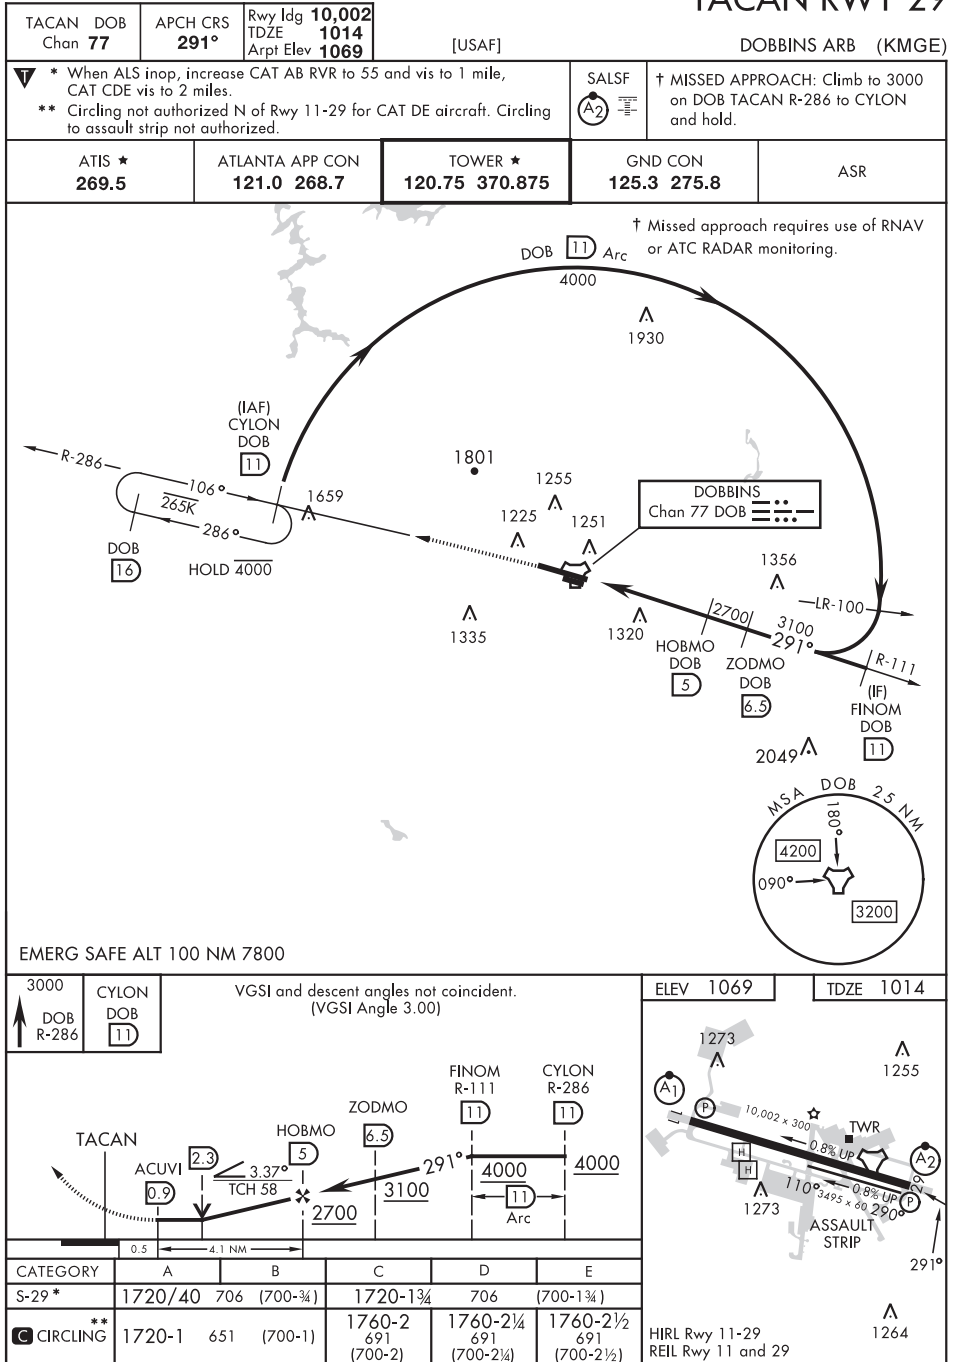 TACAN RWY 29
TACAN DOB
Chan 77
APCH CRS
291°
Rwy ldg 10,002
TDZE 1014
Arpt Elev 1069
[USAF]
DOBBINS ARB (KMGE)
T
* When ALS inop, increase CAT AB RVR to 55 and vis to 1 mile,
CAT CDE vis to 2 miles.
** Circling not authorized N of Rwy 11-29 for CAT DE aircraft. Circling
to assault strip not authorized.
SALSF
A2
† MISSED APPROACH: Climb to 3000
on DOB TACAN R-286 to CYLON
and hold.
ATIS ★
269.5
ATLANTA APP CON
121.0 268.7
TOWER ★
120.75 370.875
GND CON
125.3 275.8
ASR
† Missed approach requires use of RNAV
or ATC RADAR monitoring.
DOB 11 Arc
4000
1930
(IAF)
CYLON
DOB
11
R-286
106°
265K
286°
1659
DOB
16
HOLD 4000
1801
1255
1225
1251
DOBBINS
Chan 77 DOB
1356
LR-100
1335
1320
2700
3100
291°
HOBMO
DOB
5
ZODMO
DOB
6.5
R-111
(IF)
FINOM
DOB
11
2049
MSA DOB 25 NM
180°
4200
090°
3200
EMERG SAFE ALT 100 NM 7800
3000
DOB
R-286
CYLON
DOB
11
VGSI and descent angles not coincident.
(VGSI Angle 3.00)
TACAN
ACUVI
0.9
2.3
3.37°
TCH 58
HOBMO
5
2700
ZODMO
6.5
3100
291°
FINOM
R-111
11
4000
11
Arc
CYLON
R-286
11
4000
0.5
4.1 NM
ELEV 1069
TDZE 1014
1273
1255
A1
P
11
10,002 x 300
0.8% UP
TWR
A2
H
H
29
110°
3495 x 60
0.8% UP
290°
P
1273
ASSAULT
STRIP
291°
1264
HIRL Rwy 11-29
REIL Rwy 11 and 29
CATEGORY A B C D E
S-29 * 1720/40 706 (700-¾) 1720-1¾ 706 (700-1¾)
C CIRCLING ** 1720-1 651 (700-1)
1760-2
691
(700-2)
1760-2¼
691
(700-2¼)
1760-2½
691
(700-2½)